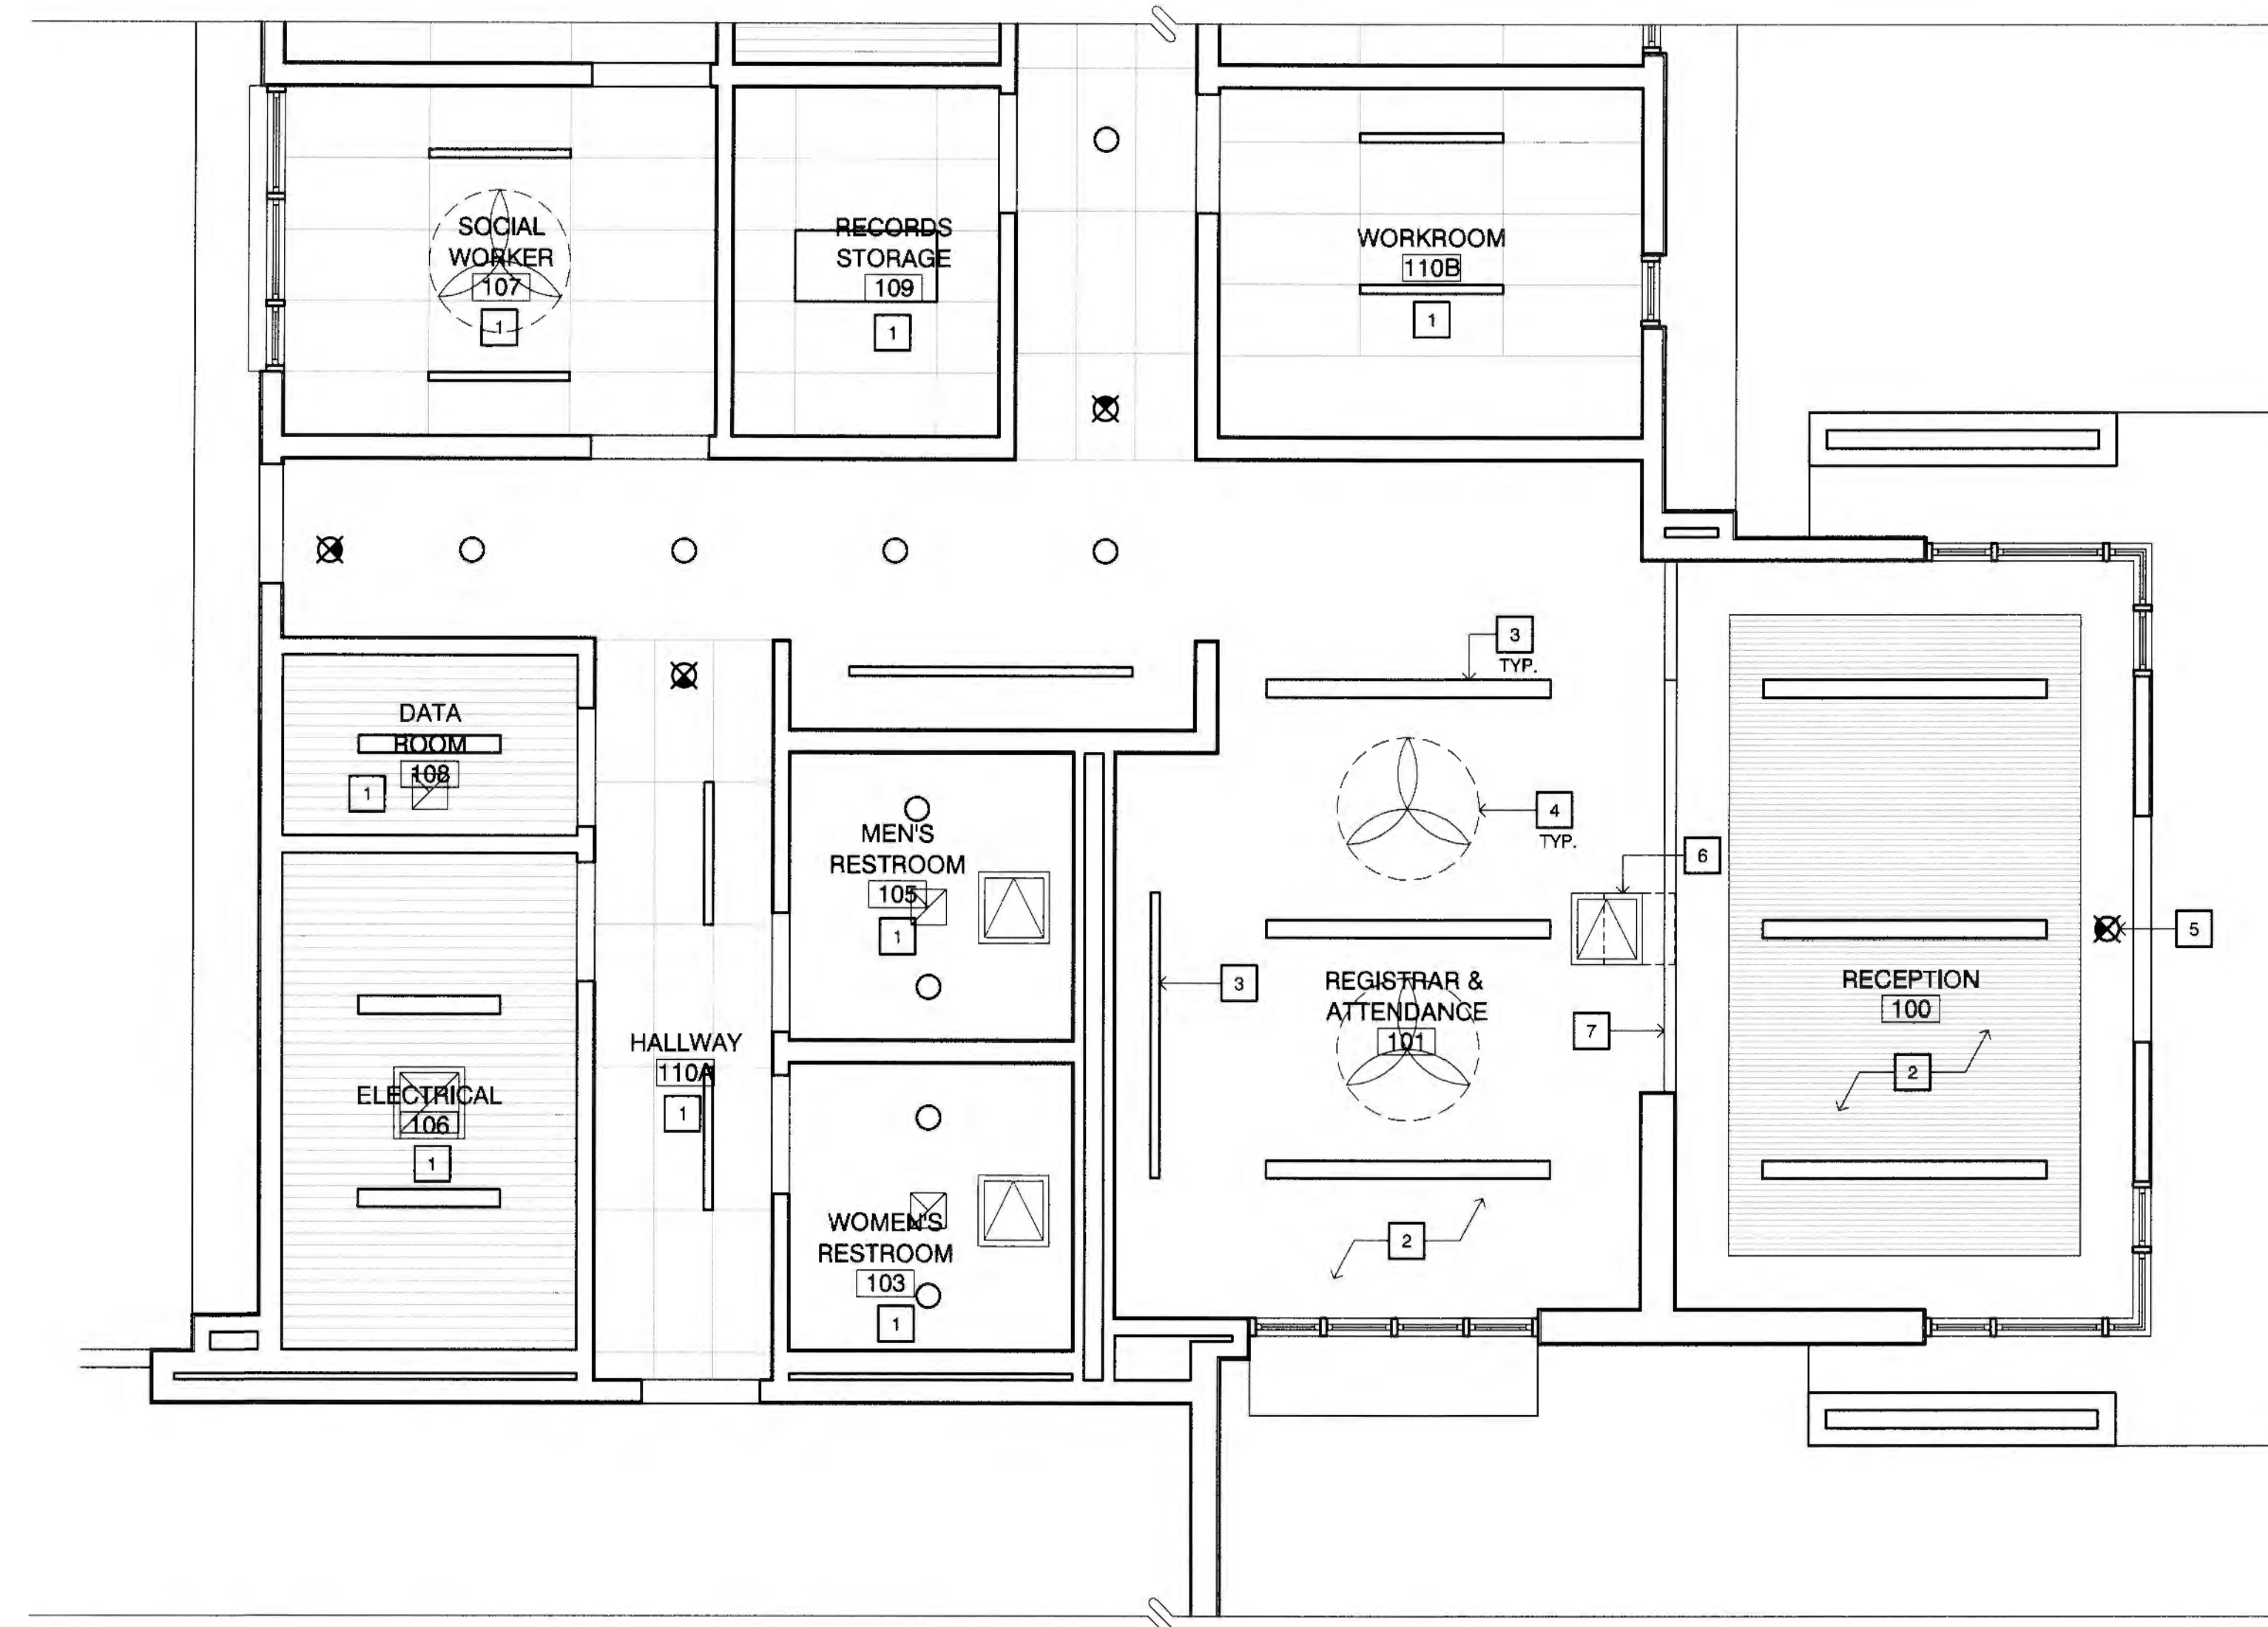 SOCIAL
WORKER
107
1
RECORDS
STORAGE
109
1
WORKROOM
110B
1
3
TYP.
DATA
ROOM
108
1
4
TYP.
MEN'S
RESTROOM
105
1
6
5
3
REGISTRAR &
ATTENDANCE
101
7
RECEPTION
100
2
HALLWAY
110A
1
ELECTRICAL
106
1
WOMEN'S
RESTROOM
103
1
2